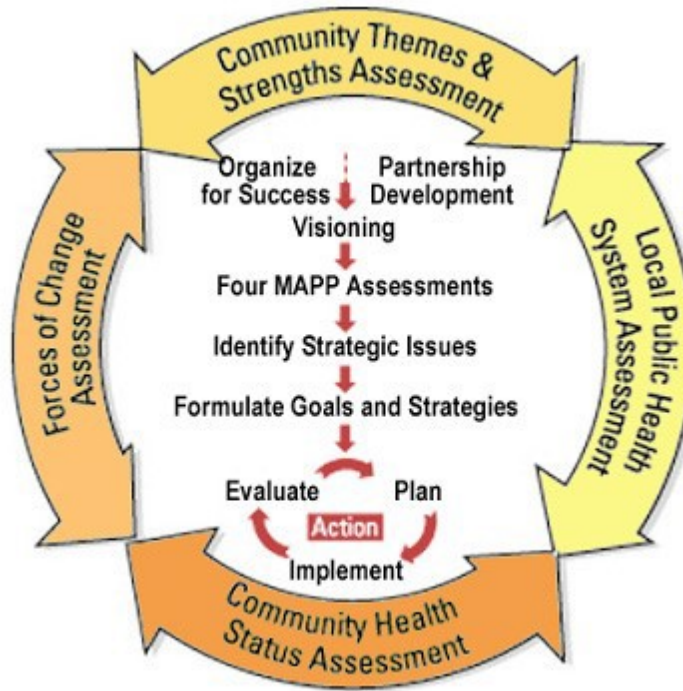 Community Themes &
Strengths Assessment
Organize
for Success
Partnership
Development
Visioning
Four MAPP Assessments
Identify Strategic Issues
Formulate Goals and Strategies
Evaluate
Plan
Action
Implement
Forces of Change
Assessment
Local Public Health
System Assessment
Community Health
Status Assessment